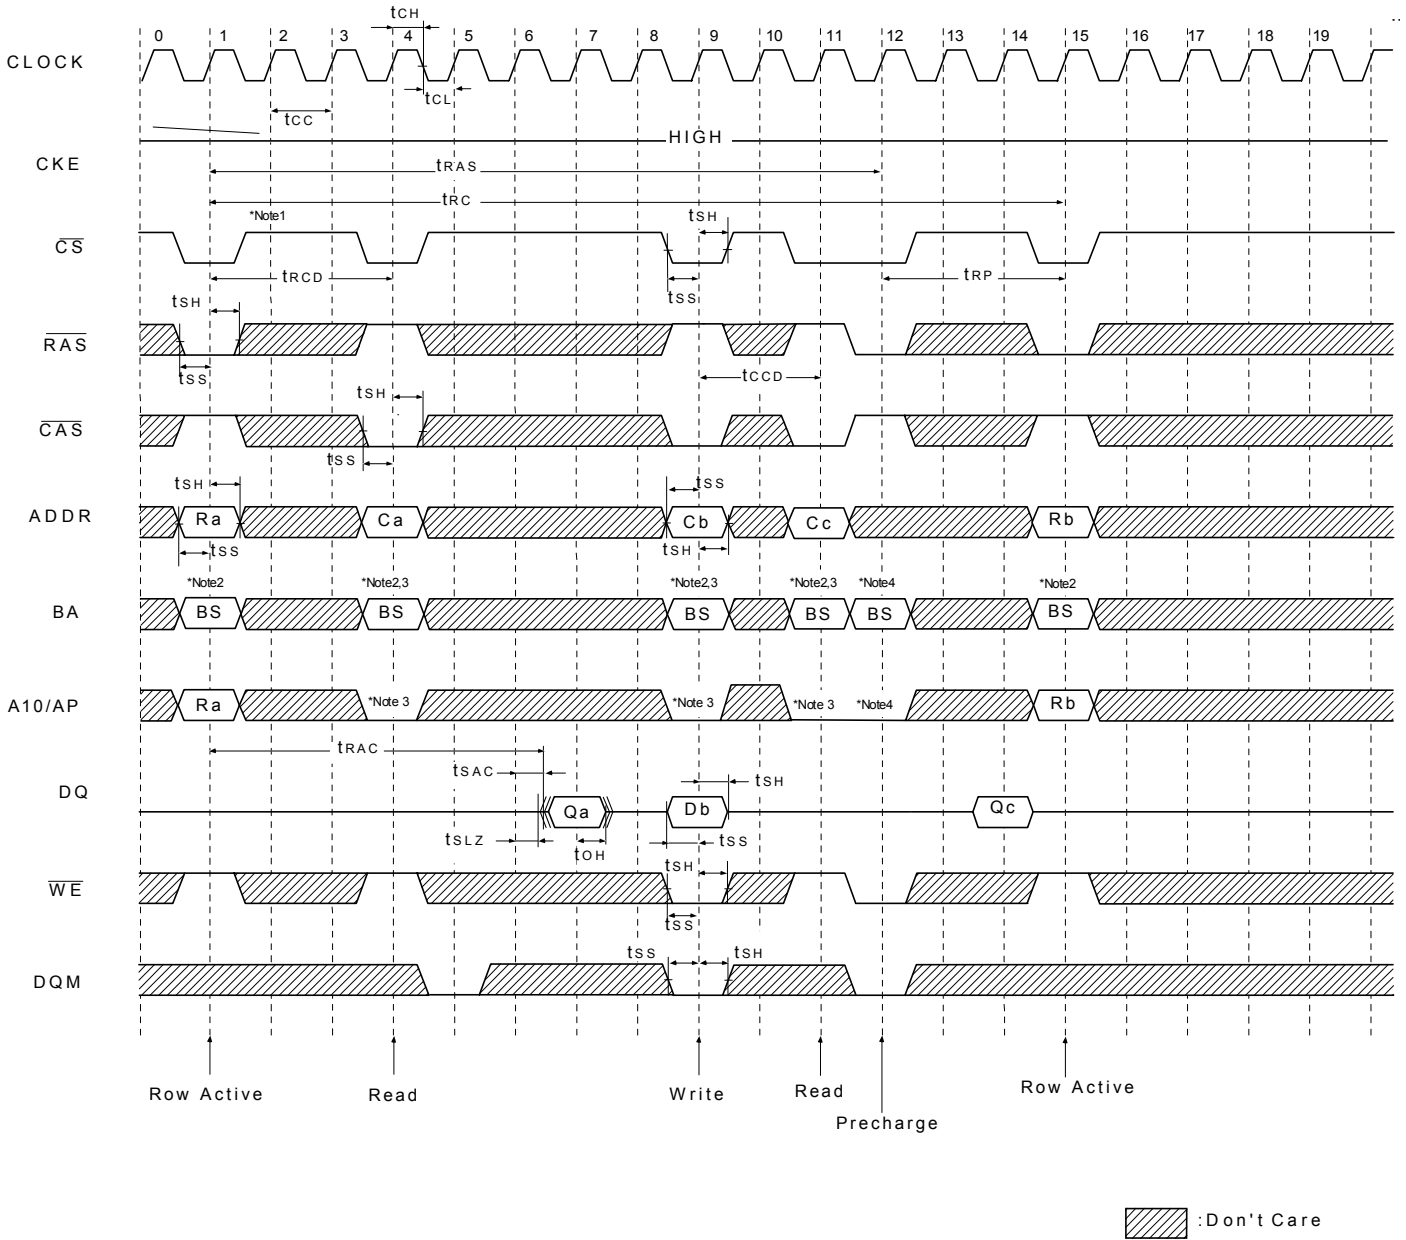 ..
0 1 2 3 4 5 6 7 8 9 10 11 12 13 14 15 16 17 18 19
tCH
CLOCK
tCL
tCC
HIGH
CKE
tRAS
tRC
*Note1
tSH
CS
tRCD
tSS
tRP
tSH
RAS
tSS
tCCD
tSH
CAS
tSS
tSH
tSS
ADDR
Ra Ca Cb Cc Rb
tSS
tSH
*Note2 *Note2,3 *Note2,3 *Note2,3 *Note4 *Note2
BA
BS BS BS BS BS BS
A10/AP
Ra *Note 3 *Note 3 *Note 3 *Note4 Rb
tRAC
tSAC
tSH
DQ
Qa Db Qc
tSLZ
tOH
tSS
tSH
WE
tSS
tSS
tSH
DQM
Row Active
Read
Write
Read
Precharge
Row Active
:Don't Care